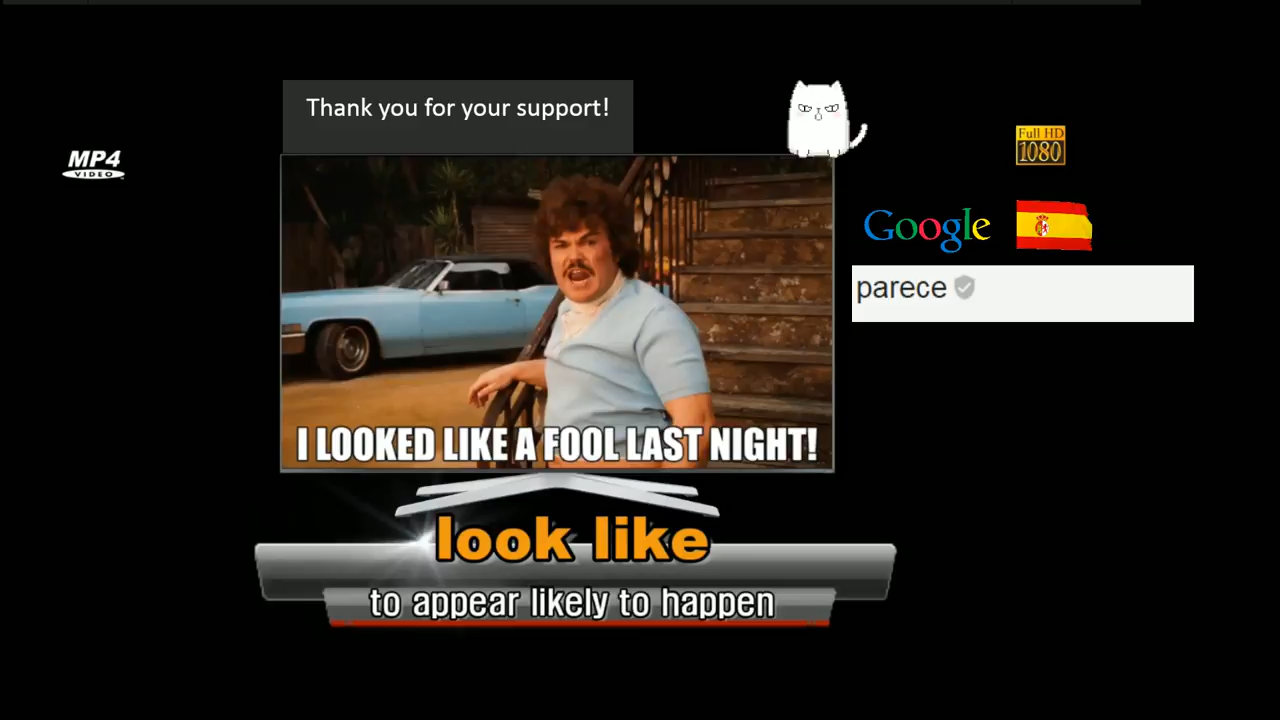 Thank you for your support!
MP4
VIDEO
Full HD
1080
Google
parece
I LOOKED LIKE A FOOL LAST NIGHT!
look like
to appear likely to happen